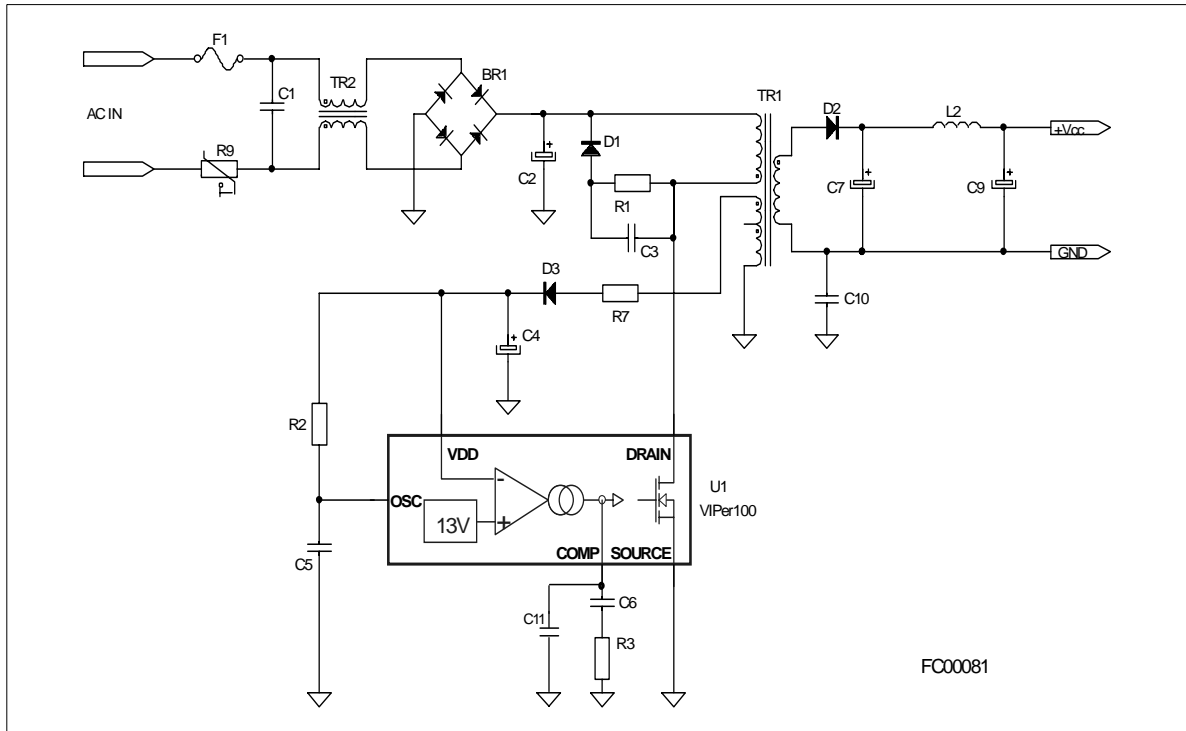 F1
BR1
TR2
TR1
C1
AC IN
D2
L2
+Vcc
D1
R9
T°
C2
R1
C7
C9
C3
GND
D3
R7
C10
C4
R2
VDD
DRAIN
-
U1
OSC
VIPer100
13V
+
COMP
SOURCE
C5
C6
C11
R3
FC00081